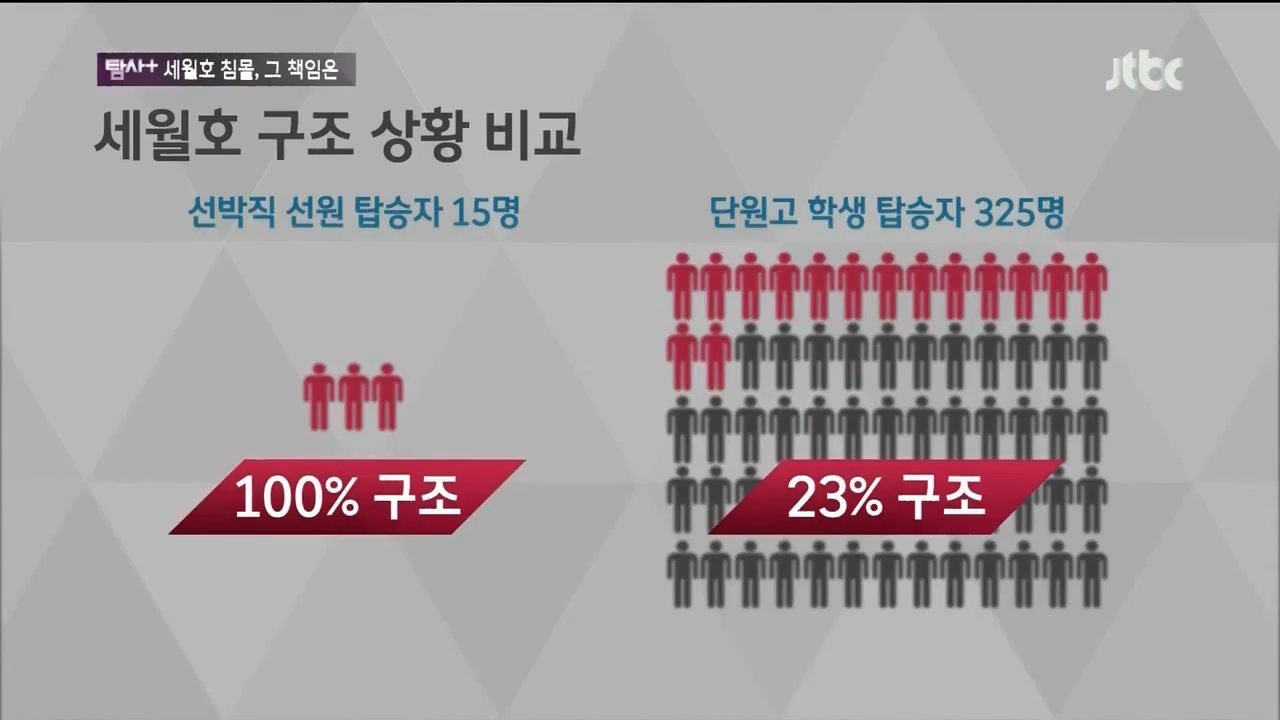 탐사+ 세월호 침몰, 그 책임은
jtbc
세월호 구조 상황 비교
선박직 선원 탑승자 15명
단원고 학생 탑승자 325명
100% 구조
23% 구조